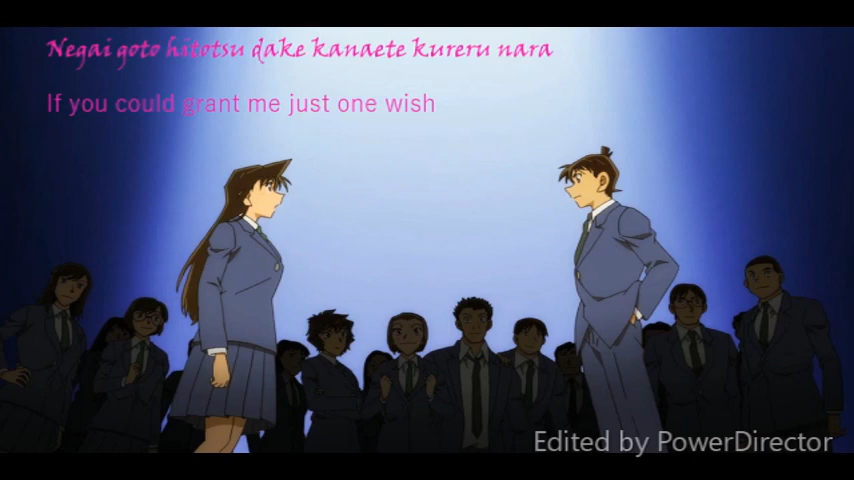 Negai goto hitotsu dake kanaete kureru nara
If you could grant me just one wish
Edited by PowerDirector